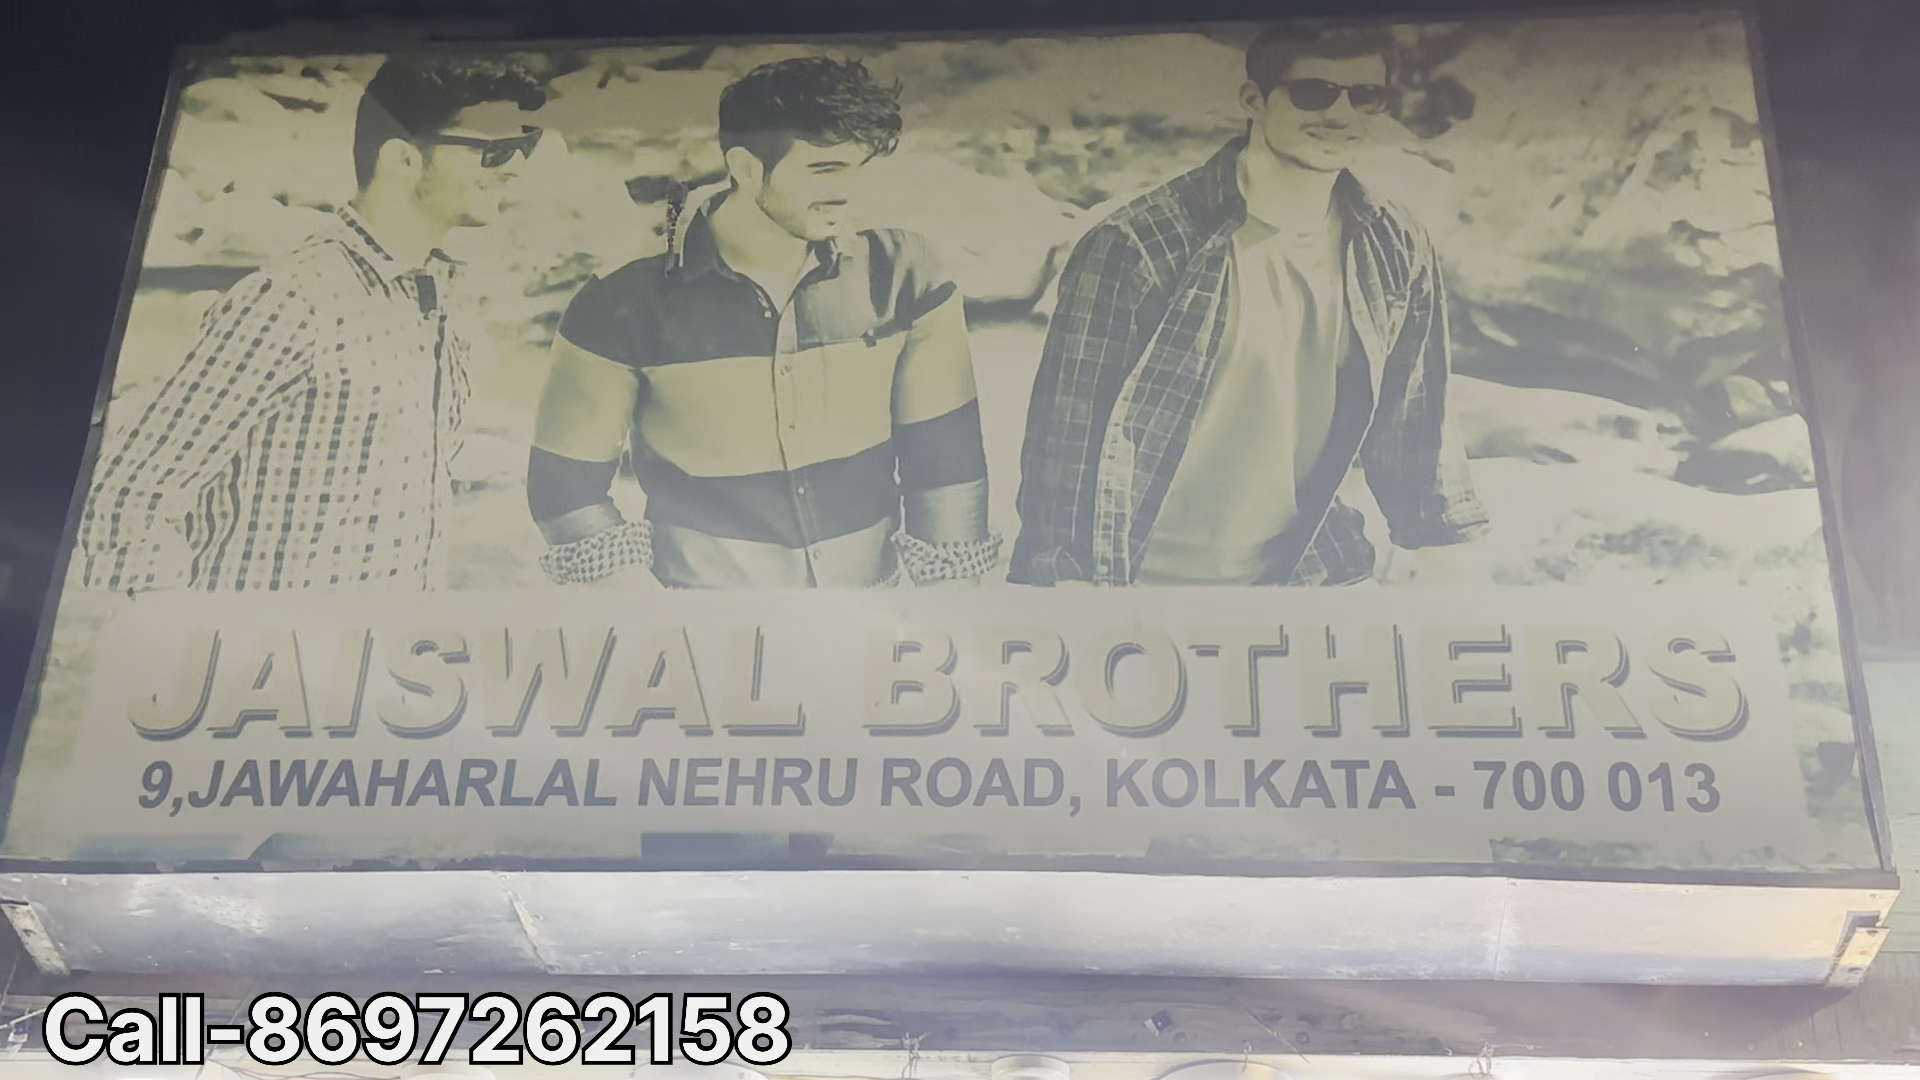 JAISWAL BROTHERS
9,JAWAHARLAL NEHRU ROAD, KOLKATA - 700 013
Call-8697262158